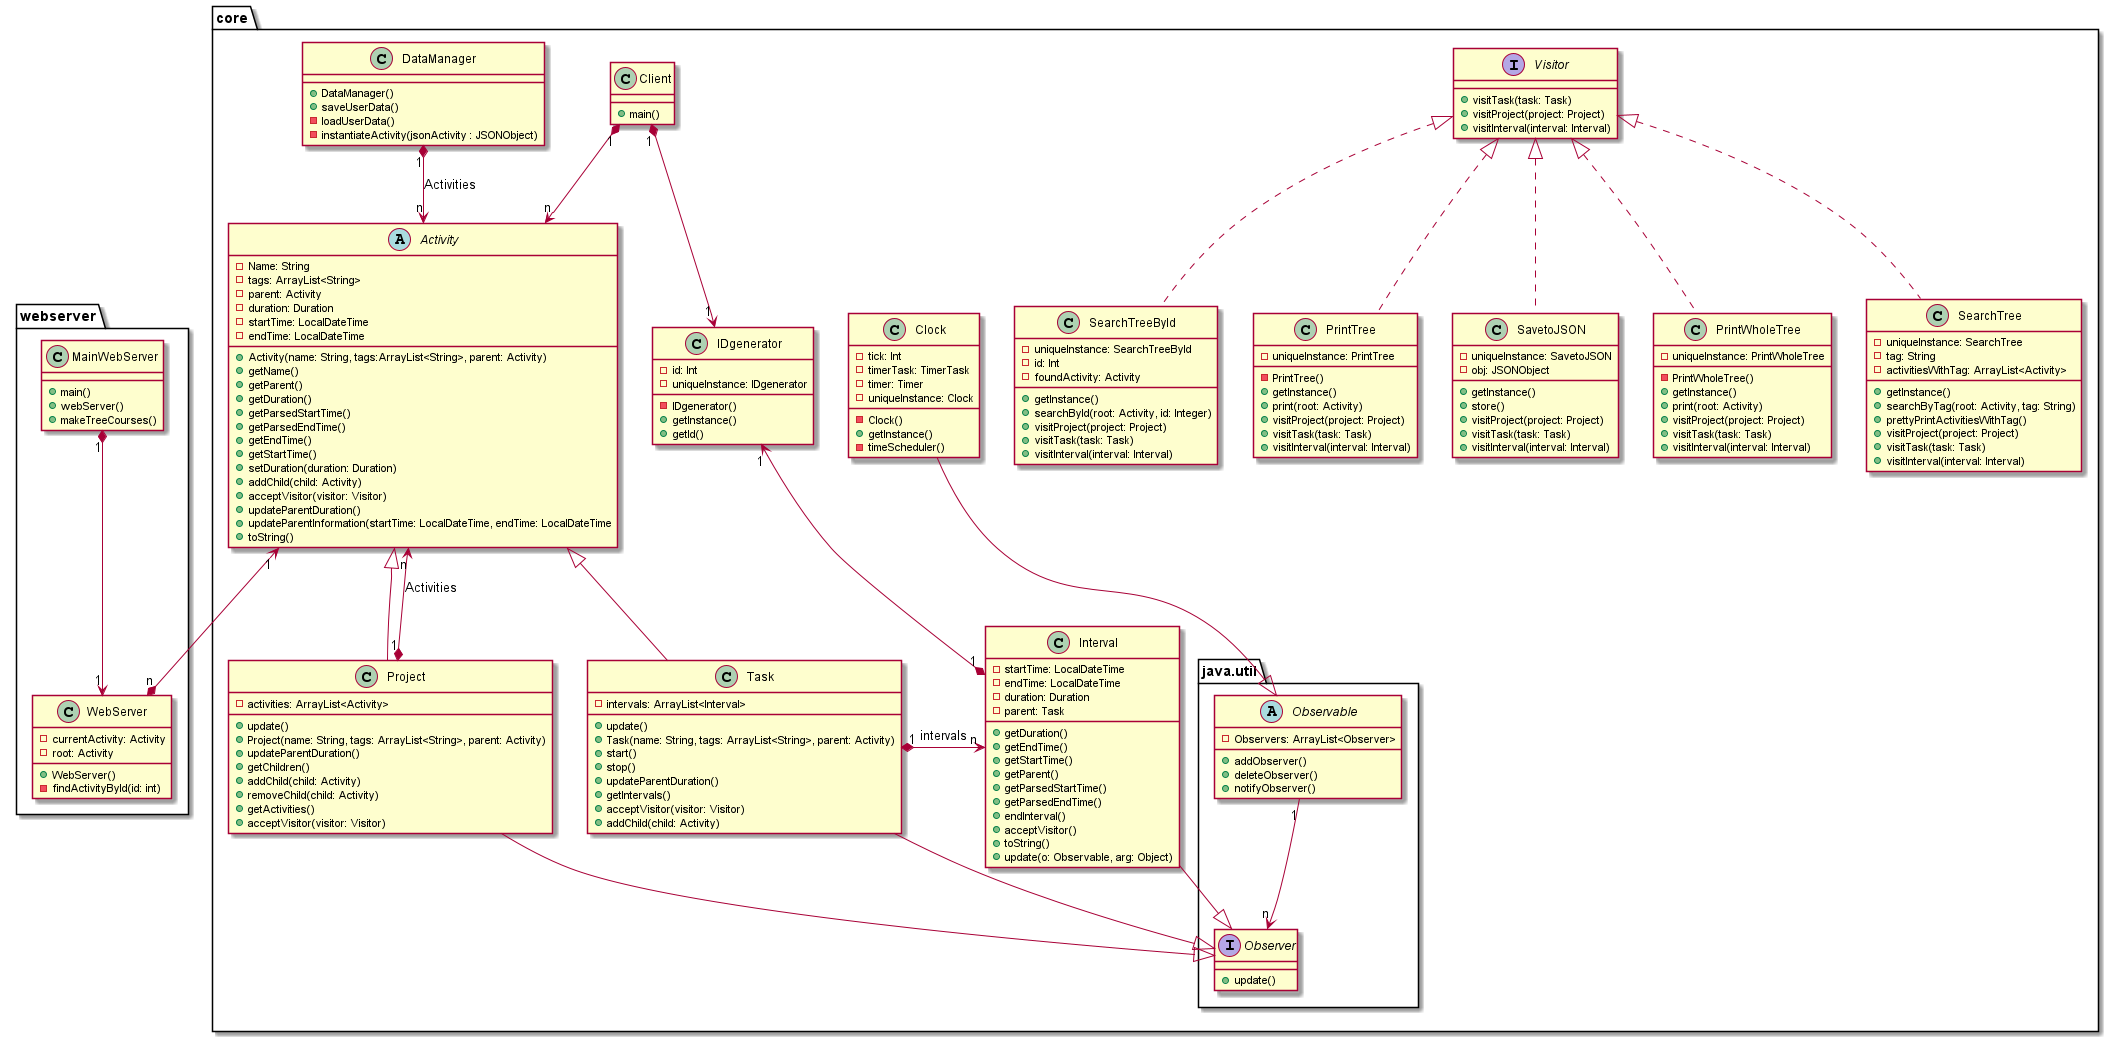 core
DataManager
DataManager()
saveUserData()
loadUserData()
instantiateActivity(jsonActivity : JSONObject)
Client
main()
Visitor
visitTask(task: Task)
visitProject(project: Project)
visitInterval(interval: Interval)
1
n
Activities
1
n
1
1
Activity
Name: String
tags: ArrayList<String>
parent: Activity
duration: Duration
startTime: LocalDateTime
endTime: LocalDateTime
Activity(name: String, tags:ArrayList<String>, parent: Activity)
getName()
getParent()
getDuration()
getParsedStartTime()
getParsedEndTime()
getEndTime()
getStartTime()
setDuration(duration: Duration)
addChild(child: Activity)
acceptVisitor(visitor: Visitor)
updateParentDuration()
updateParentInformation(startTime: LocalDateTime, endTime: LocalDateTime
toString()
webserver
MainWebServer
main()
webServer()
makeTreeCourses()
1
1
WebServer
currentActivity: Activity
root: Activity
WebServer()
findActivityById(id: int)
IDgenerator
id: Int
uniqueInstance: IDgenerator
IDgenerator()
getInstance()
getId()
Clock
tick: Int
timerTask: TimerTask
timer: Timer
uniqueInstance: Clock
Clock()
getInstance()
timeScheduler()
SearchTreeById
uniqueInstance: SearchTreeById
id: Int
foundActivity: Activity
getInstance()
searchById(root: Activity, id: Integer)
visitProject(project: Project)
visitTask(task: Task)
visitInterval(interval: Interval)
PrintTree
uniqueInstance: PrintTree
PrintTree()
getInstance()
print(root: Activity)
visitProject(project: Project)
visitTask(task: Task)
visitInterval(interval: Interval)
SavetoJSON
uniqueInstance: SavetoJSON
obj: JSONObject
getInstance()
store()
visitProject(project: Project)
visitTask(task: Task)
visitInterval(interval: Interval)
PrintWholeTree
uniqueInstance: PrintWholeTree
PrintWholeTree()
getInstance()
print(root: Activity)
visitProject(project: Project)
visitTask(task: Task)
visitInterval(interval: Interval)
SearchTree
uniqueInstance: SearchTree
tag: String
activitiesWithTag: ArrayList<Activity>
getInstance()
searchByTag(root: Activity, tag: String)
prettyPrintActivitiesWithTag()
visitProject(project: Project)
visitTask(task: Task)
visitInterval(interval: Interval)
1
n
n
Activities
1
1
1
Project
activities: ArrayList<Activity>
update()
Project(name: String, tags: ArrayList<String>, parent: Activity)
updateParentDuration()
getChildren()
addChild(child: Activity)
removeChild(child: Activity)
getActivities()
acceptVisitor(visitor: Visitor)
Task
intervals: ArrayList<Interval>
update()
Task(name: String, tags: ArrayList<String>, parent: Activity)
start()
stop()
updateParentDuration()
getIntervals()
acceptVisitor(visitor: Visitor)
addChild(child: Activity)
1
intervals
n
Interval
startTime: LocalDateTime
endTime: LocalDateTime
duration: Duration
parent: Task
getDuration()
getEndTime()
getStartTime()
getParent()
getParsedStartTime()
getParsedEndTime()
endInterval()
acceptVisitor()
toString()
update(o: Observable, arg: Object)
java.util
Observable
Observers: ArrayList<Observer>
addObserver()
deleteObserver()
notifyObserver()
1
n
Observer
update()